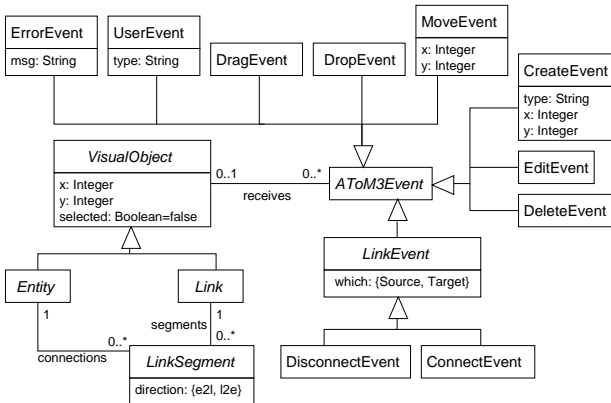 ErrorEvent
msg: String
UserEvent
type: String
DragEvent
DropEvent
MoveEvent
x: Integer
y: Integer
CreateEvent
type: String
x: Integer
y: Integer
EditEvent
DeleteEvent
VisualObject
x: Integer
y: Integer
selected: Boolean=false
0..1
0..*
receives
AToM3Event
LinkEvent
which: {Source, Target}
Entity
Link
1
1
segments
0..*
0..*
connections
LinkSegment
direction: {e2l, l2e}
DisconnectEvent
ConnectEvent